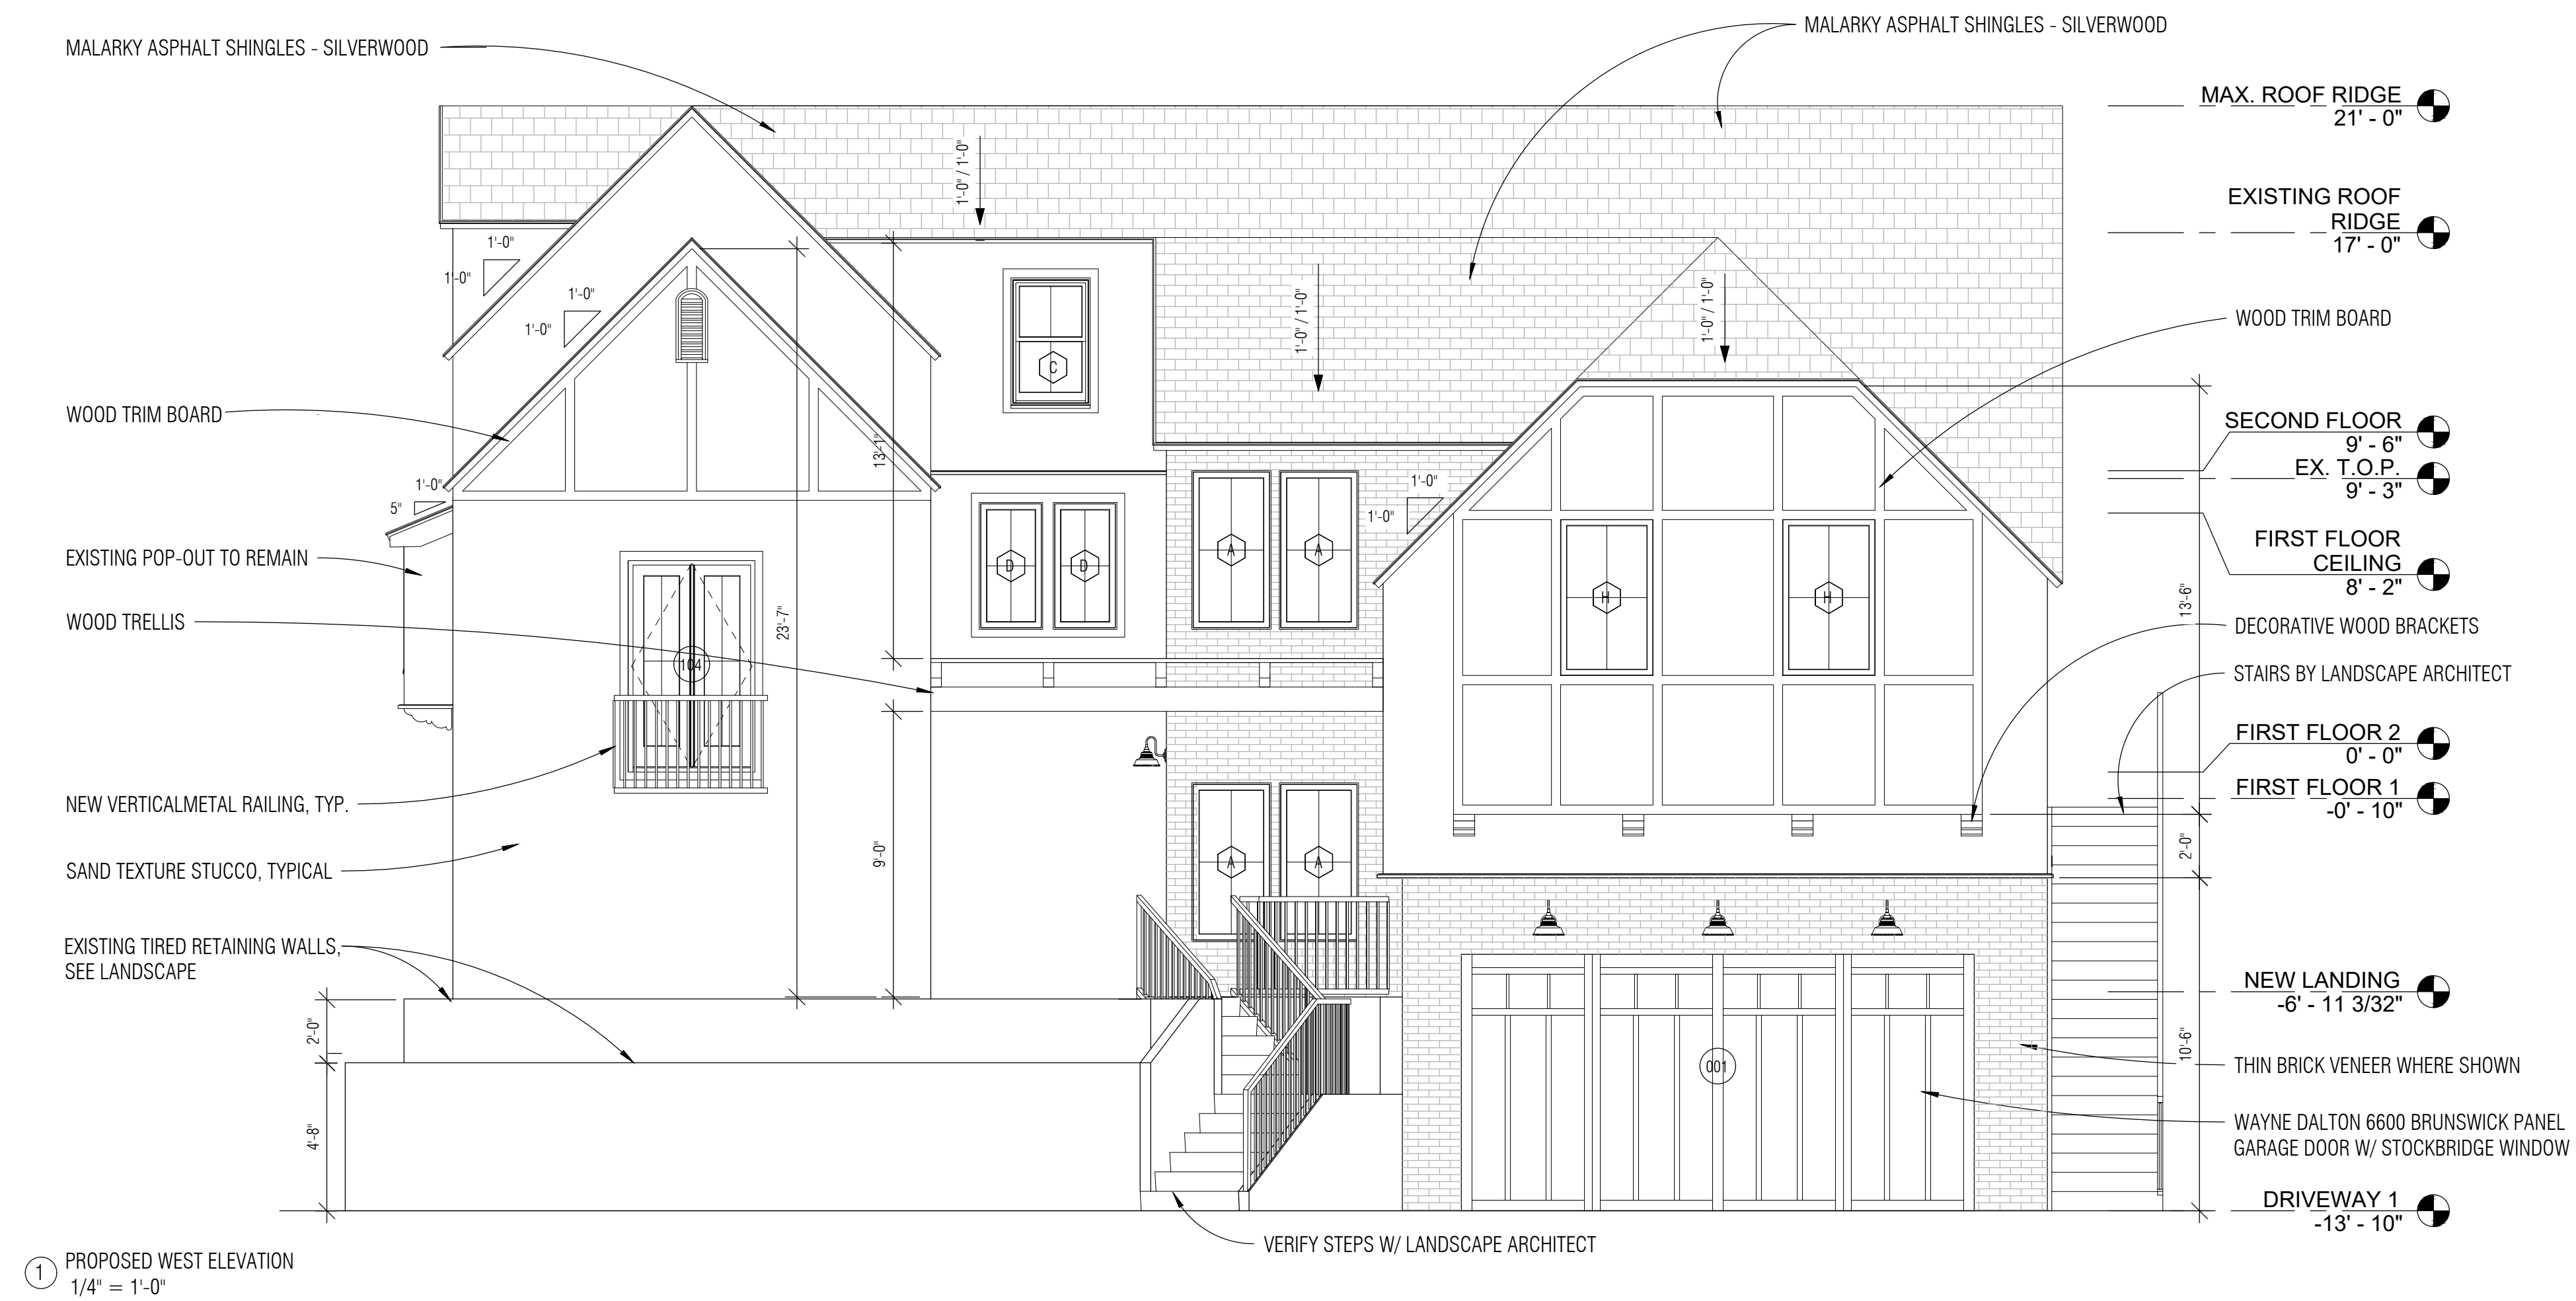 MALARKY ASPHALT SHINGLES - SILVERWOOD
MALARKY ASPHALT SHINGLES - SILVERWOOD
MAX. ROOF RIDGE
21' - 0"
1'-0" / 1'-0"
EXISTING ROOF
RIDGE
17' - 0"
1'-0"
1'-0"
1'-0"
1'-0"
1'-0" / 1'-0"
1'-0" / 1'-0"
WOOD TRIM BOARD
C
WOOD TRIM BOARD
13'-1"
SECOND FLOOR
9' - 6"
EX. T.O.P.
9' - 3"
1'-0"
5"
1'-0"
1'-0"
EXISTING POP-OUT TO REMAIN
D
D
A
A
FIRST FLOOR
CEILING
8' - 2"
H
H
13'-6"
WOOD TRELLIS
23'-7"
DECORATIVE WOOD BRACKETS
104
STAIRS BY LANDSCAPE ARCHITECT
FIRST FLOOR 2
0' - 0"
NEW VERTICALMETAL RAILING, TYP.
FIRST FLOOR 1
-0' - 10"
SAND TEXTURE STUCCO, TYPICAL
9'-0"
A
A
2'-0"
EXISTING TIRED RETAINING WALLS,
SEE LANDSCAPE
NEW LANDING
-6' - 11 3/32"
2'-0"
10'-6"
001
THIN BRICK VENEER WHERE SHOWN
4'-8"
WAYNE DALTON 6600 BRUNSWICK PANEL
GARAGE DOOR W/ STOCKBRIDGE WINDOW
DRIVEWAY 1
-13' - 10"
VERIFY STEPS W/ LANDSCAPE ARCHITECT
1
PROPOSED WEST ELEVATION
1/4" = 1'-0"